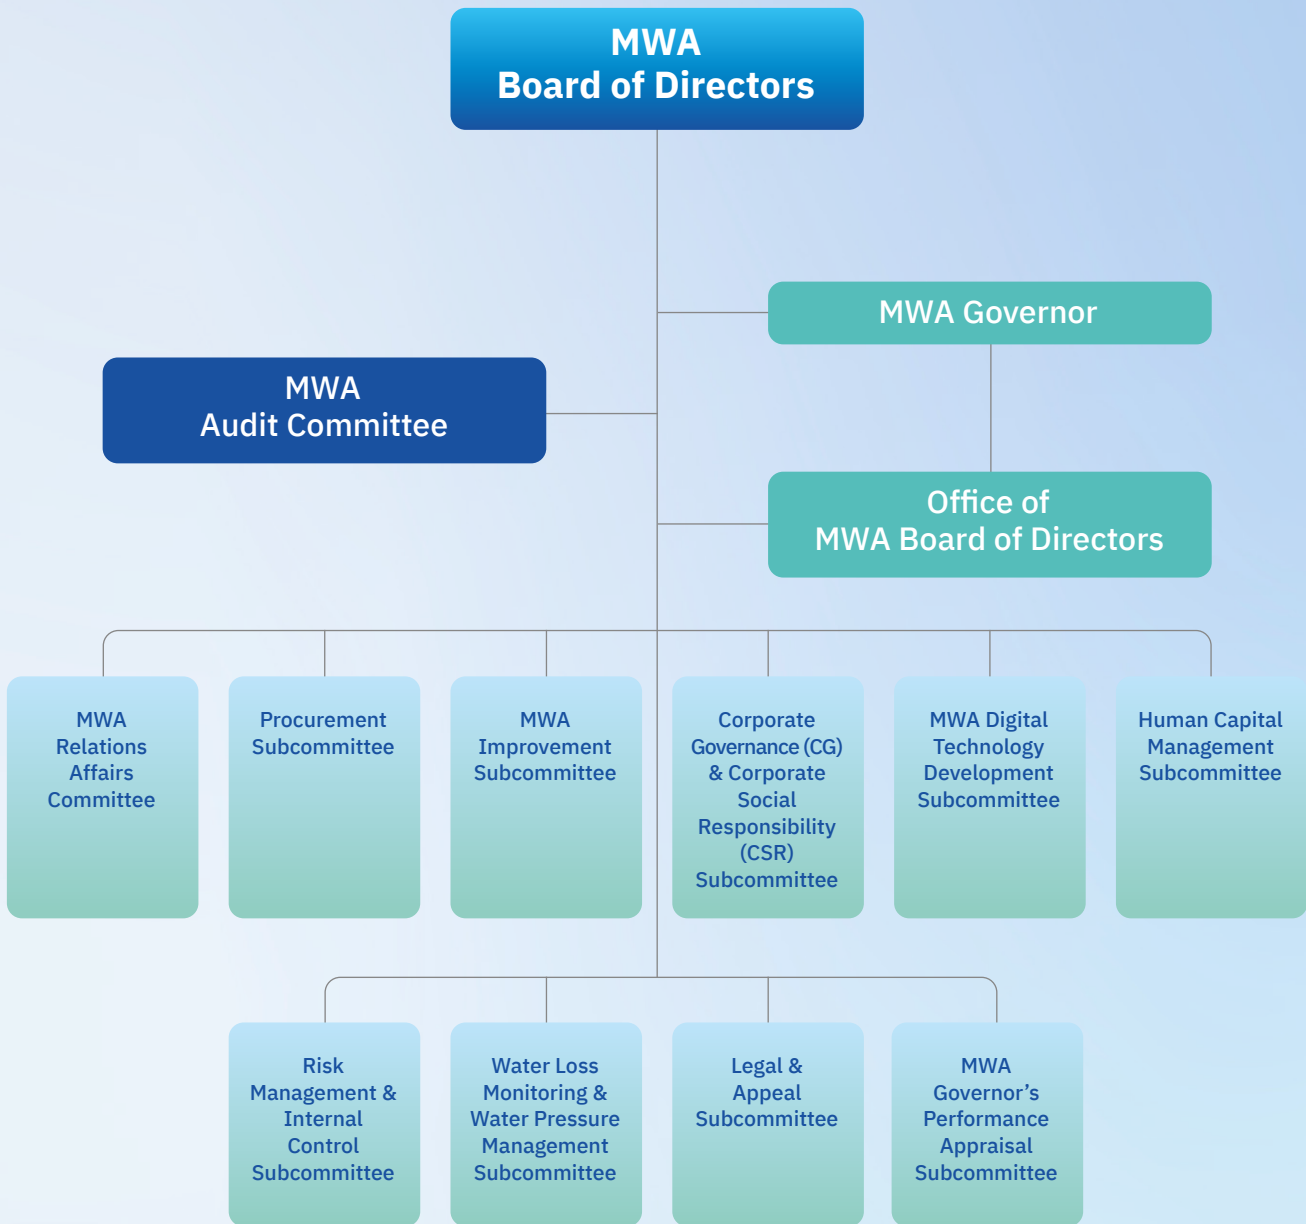 MWA
Board of Directors
MWA Governor
MWA
Audit Committee
Office of
MWA Board of Directors
MWA
Relations
Affairs
Committee
Procurement
Subcommittee
MWA
Improvement
Subcommittee
Corporate
Governance (CG)
& Corporate
Social
Responsibility
(CSR)
Subcommittee
MWA Digital
Technology
Development
Subcommittee
Human Capital
Management
Subcommittee
Risk
Management &
Internal
Control
Subcommittee
Water Loss
Monitoring &
Water Pressure
Management
Subcommittee
Legal &
Appeal
Subcommittee
MWA
Governor’s
Performance
Appraisal
Subcommittee